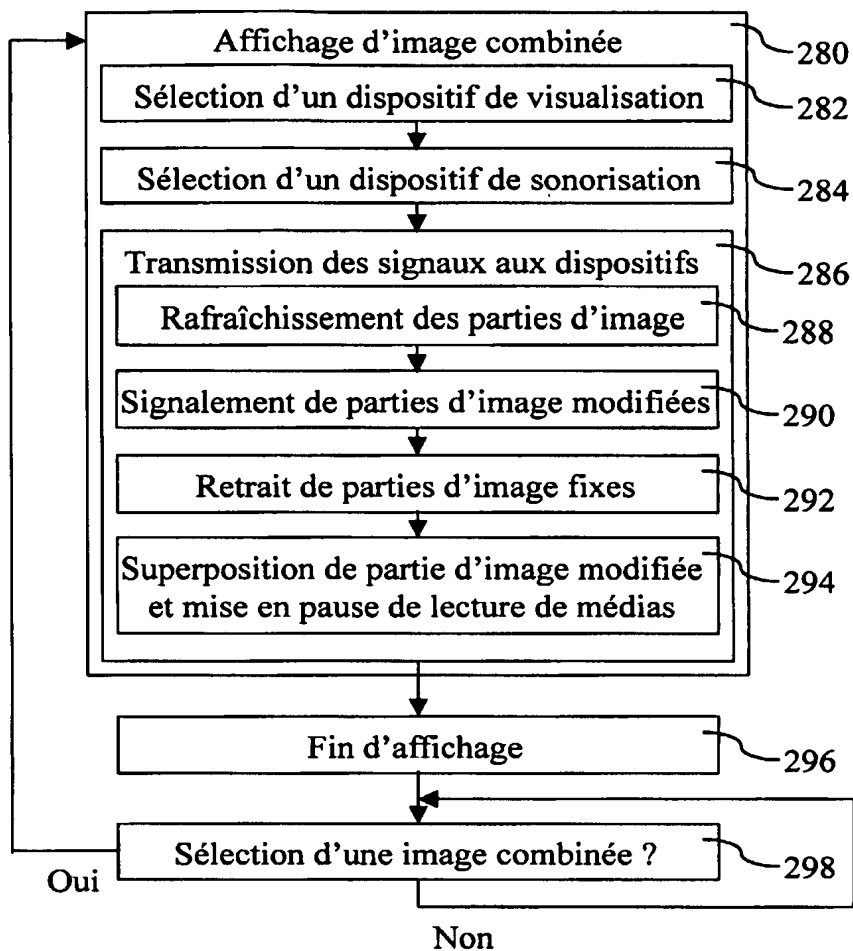 Affichage d'image combinée
280
Sélection d'un dispositif de visualisation
282
Sélection d'un dispositif de sonorisation
284
Transmission des signaux aux dispositifs
286
Rafraîchissement des parties d'image
288
Signalement de parties d'image modifiées
290
Retrait de parties d'image fixes
292
Superposition de partie d'image modifiée
et mise en pause de lecture de médias
294
Fin d'affichage
296
Sélection d'une image combinée ?
298
Oui
Non